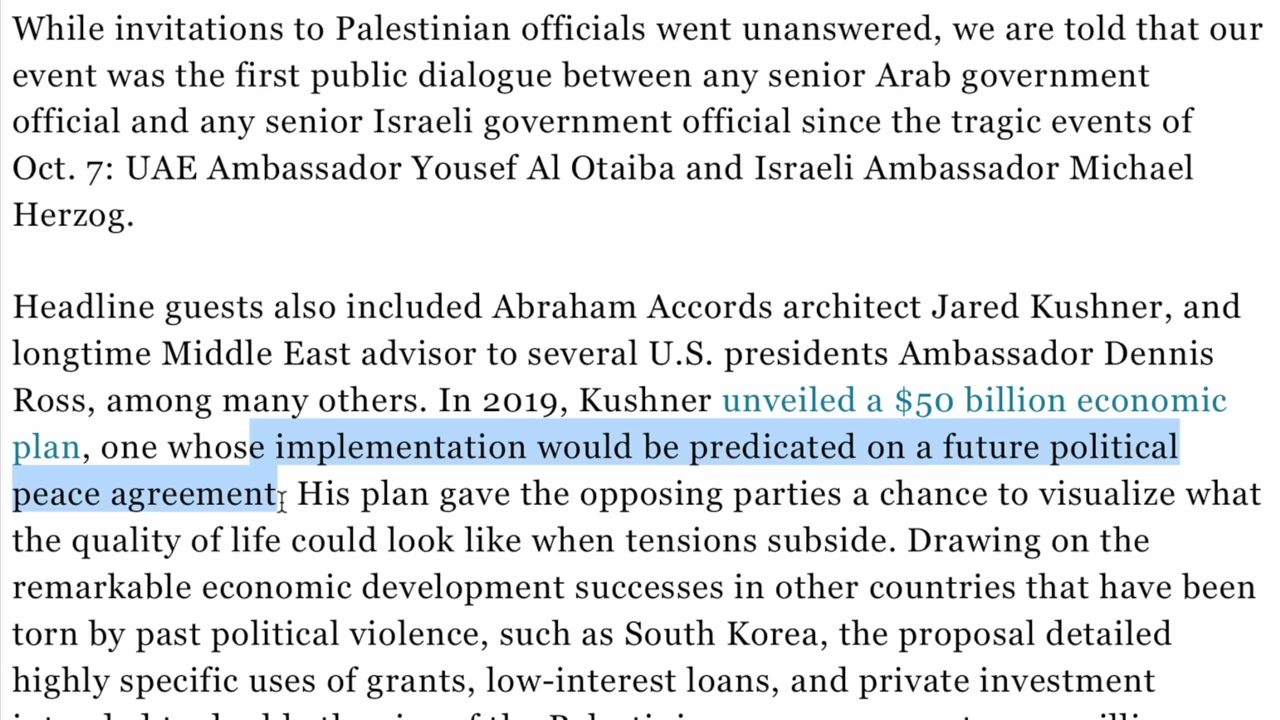 While invitations to Palestinian officials went unanswered, we are told that our
event was the first public dialogue between any senior Arab government
official and any senior Israeli government official since the tragic events of
Oct. 7: UAE Ambassador Yousef Al Otaiba and Israeli Ambassador Michael
Herzog.
Headline guests also included Abraham Accords architect Jared Kushner, and
longtime Middle East advisor to several U.S. presidents Ambassador Dennis
Ross, among many others. In 2019, Kushner unveiled a $50 billion economic
plan, one whose implementation would be predicated on a future political
peace agreement. His plan gave the opposing parties a chance to visualize what
the quality of life could look like when tensions subside. Drawing on the
remarkable economic development successes in other countries that have been
torn by past political violence, such as South Korea, the proposal detailed
highly specific uses of grants, low-interest loans, and private investment